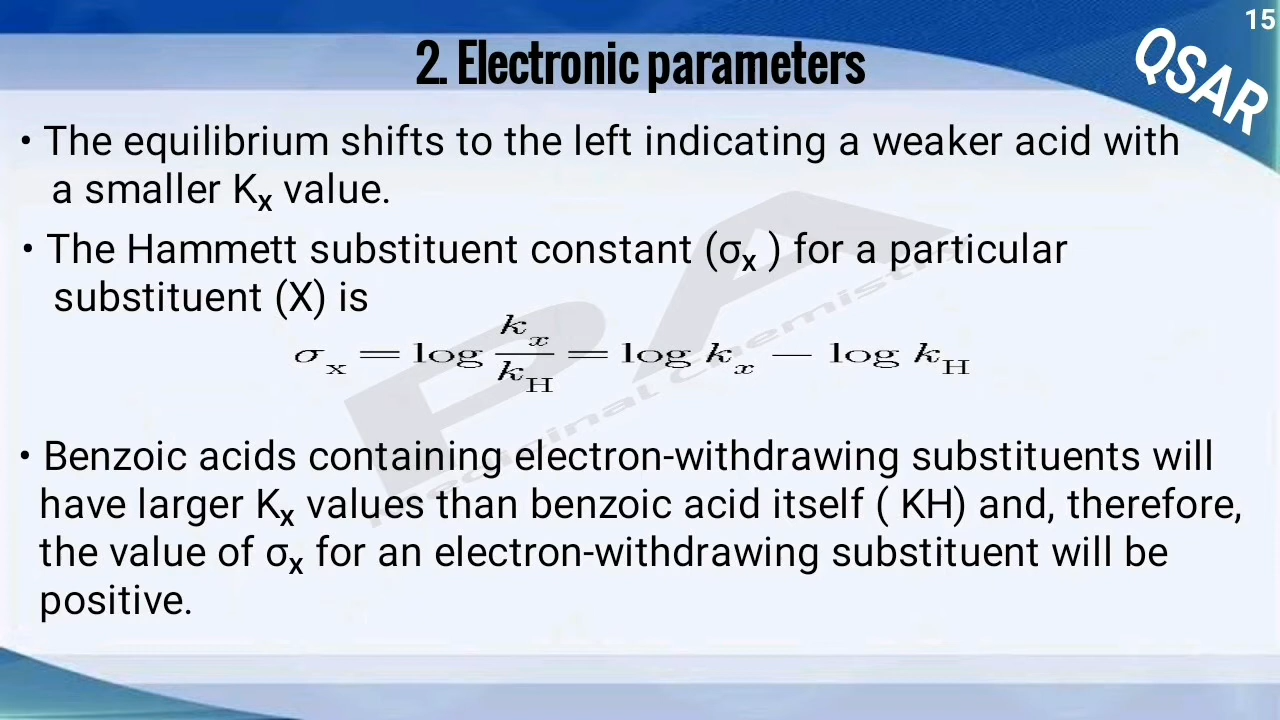 15
QSAR
2. Electronic parameters
• The equilibrium shifts to the left indicating a weaker acid with
a smaller Kx value.
• The Hammett substituent constant (σx ) for a particular
substituent (X) is
σx = log kx/kH = log kx − log kH
• Benzoic acids containing electron-withdrawing substituents will
have larger Kx values than benzoic acid itself ( KH) and, therefore,
the value of σx for an electron-withdrawing substituent will be
positive.
PA
Medicinal Chemistry